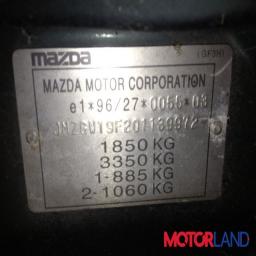 mazda
MAZDA MOTOR CORPORATION
e1*96/27*0055*03
1850 KG
3350 KG
1-885 KG
2-1060 KG
MOTORLAND